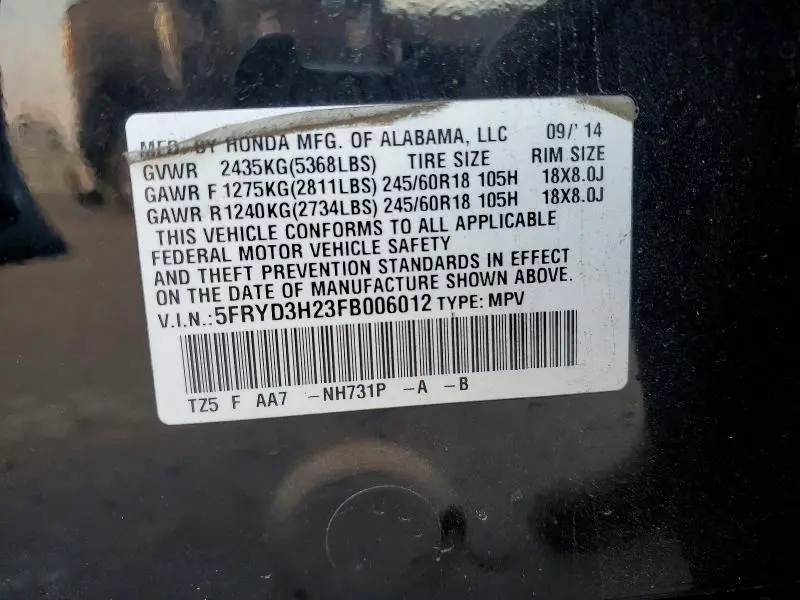 MFD. BY HONDA MFG. OF ALABAMA, LLC 09/'14
GVWR 2435KG(5368LBS) TIRE SIZE RIM SIZE
GAWR F 1275KG(2811LBS) 245/60R18 105H 18X8.0J
GAWR R 1240KG(2734LBS) 245/60R18 105H 18X8.0J
THIS VEHICLE CONFORMS TO ALL APPLICABLE
FEDERAL MOTOR VEHICLE SAFETY
AND THEFT PREVENTION STANDARDS IN EFFECT
ON THE DATE OF MANUFACTURE SHOWN ABOVE.
V.I.N.: 5FRYD3H23FB006012 TYPE: MPV
TZ5 F AA7 -NH731P -A -B